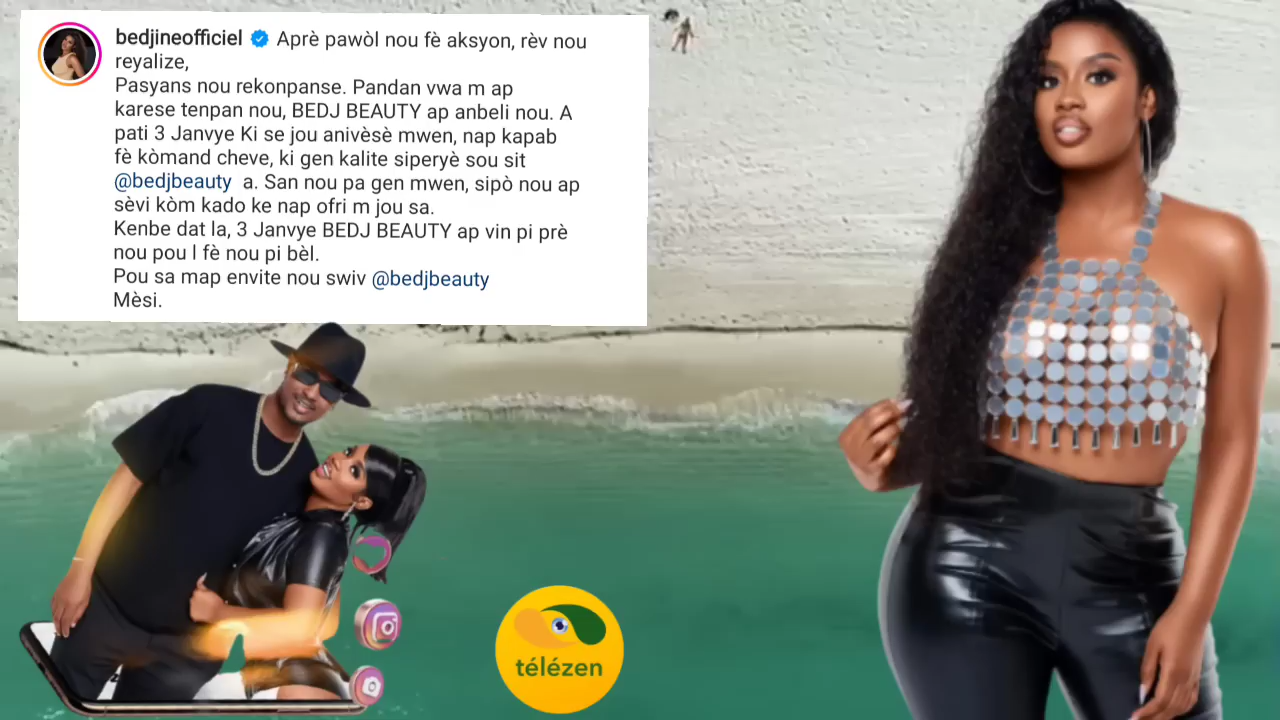 bedjineofficiel Aprè pawòl nou fè aksyon, rèv nou
reyalize,
Pasyans nou rekonpanse. Pandan vwa m ap
karese tenpan nou, BEDJ BEAUTY ap anbeli nou. A
pati 3 Janvye Ki se jou anivèsè mwen, nap kapab
fè kòmand cheve, ki gen kalite siperyè sou sit
@bedjbeauty a. San nou pa gen mwen, sipò nou ap
sèvi kòm kado ke nap ofri m jou sa.
Kenbe dat la, 3 Janvye BEDJ BEAUTY ap vin pi prè
nou pou l fè nou pi bèl.
Pou sa map envite nou swiv @bedjbeauty
Mèsi.
télézen